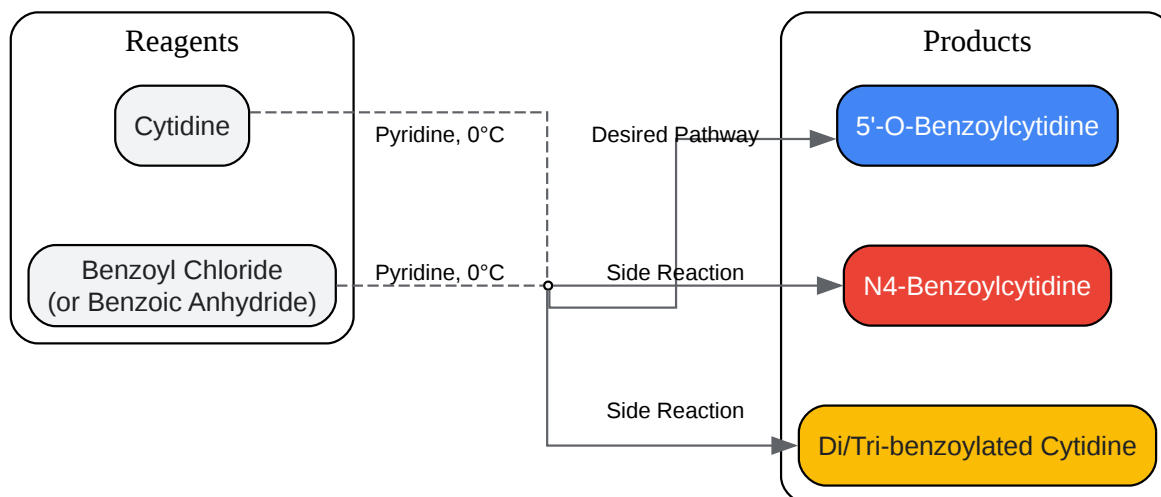 Reagents
Products
Cytidine
Pyridine, 0°C
Desired Pathway
5'-O-Benzoylcytidine
Benzoyl Chloride
(or Benzoic Anhydride)
Pyridine, 0°C
Side Reaction
N4-Benzoylcytidine
Side Reaction
Di/Tri-benzoylated Cytidine